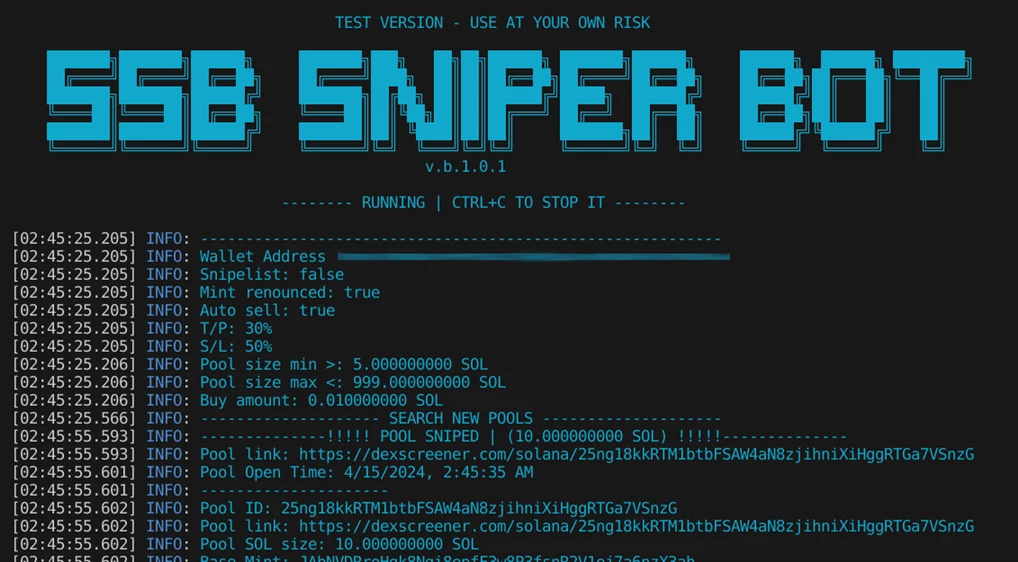 TEST VERSION - USE AT YOUR OWN RISK
SSB SNIPER BOT
v.b.1.0.1
-------- RUNNING | CTRL+C TO STOP IT --------
[02:45:25.205] INFO: ----------------------------------------------------------
[02:45:25.205] INFO: Wallet Address
[02:45:25.205] INFO: Snipelist: false
[02:45:25.205] INFO: Mint renounced: true
[02:45:25.205] INFO: Auto sell: true
[02:45:25.205] INFO: T/P: 30%
[02:45:25.205] INFO: S/L: 50%
[02:45:25.206] INFO: Pool size min >: 5.000000000 SOL
[02:45:25.206] INFO: Pool size max <: 999.000000000 SOL
[02:45:25.206] INFO: Buy amount: 0.010000000 SOL
[02:45:25.566] INFO: -------------------- SEARCH NEW POOLS --------------------
[02:45:55.593] INFO: --------------!!!!! POOL SNIPED | (10.000000000 SOL) !!!!!--------------
[02:45:55.593] INFO: Pool link: https://dexscreener.com/solana/25ng18kkRTM1btbFSAW4aN8zjihniXiHggRTGa7VSnzG
[02:45:55.601] INFO: Pool Open Time: 4/15/2024, 2:45:35 AM
[02:45:55.601] INFO: ---------------------
[02:45:55.602] INFO: Pool ID: 25ng18kkRTM1btbFSAW4aN8zjihniXiHggRTGa7VSnzG
[02:45:55.602] INFO: Pool link: https://dexscreener.com/solana/25ng18kkRTM1btbFSAW4aN8zjihniXiHggRTGa7VSnzG
[02:45:55.602] INFO: Pool SOL size: 10.000000000 SOL
[02:45:55.602] INFO: Base Mint: